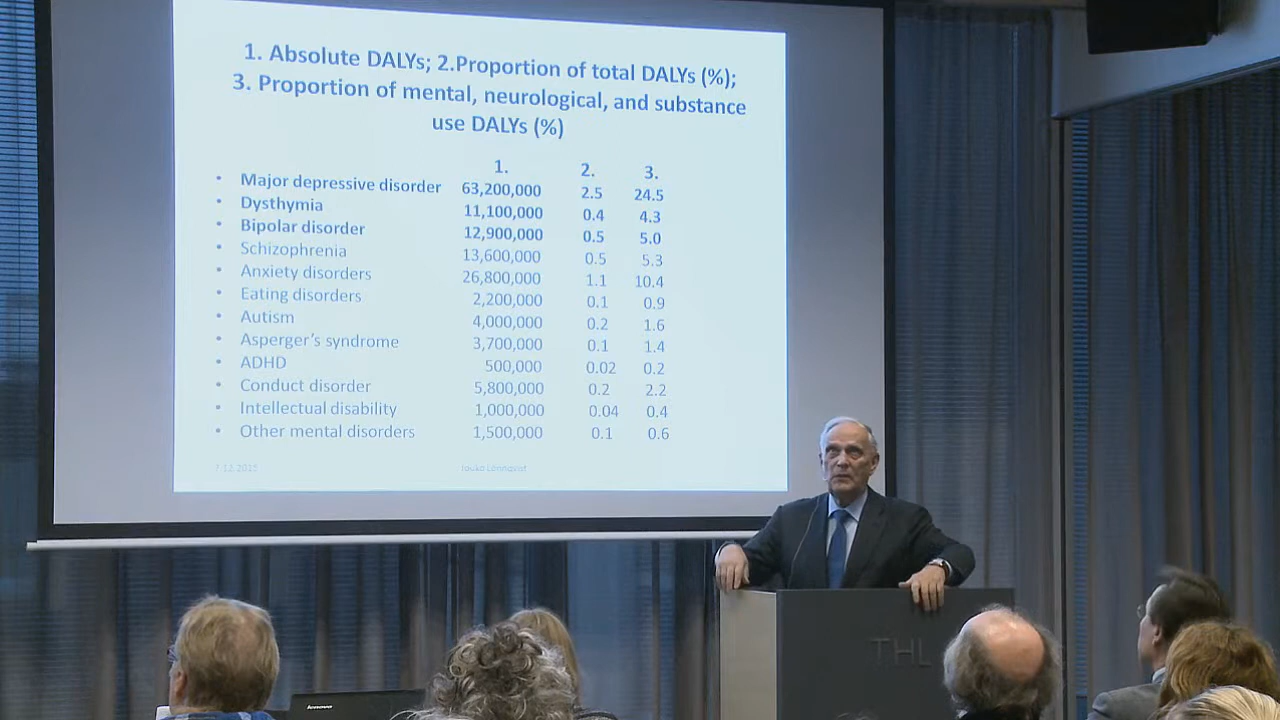 1. Absolute DALYs; 2.Proportion of total DALYs (%);
3. Proportion of mental, neurological, and substance
use DALYs (%)
1. 2. 3.
• Major depressive disorder 63,200,000 2.5 24.5
• Dysthymia 11,100,000 0.4 4.3
• Bipolar disorder 12,900,000 0.5 5.0
• Schizophrenia 13,600,000 0.5 5.3
• Anxiety disorders 26,800,000 1.1 10.4
• Eating disorders 2,200,000 0.1 0.9
• Autism 4,000,000 0.2 1.6
• Asperger's syndrome 3,700,000 0.1 1.4
• ADHD 500,000 0.02 0.2
• Conduct disorder 5,800,000 0.2 2.2
• Intellectual disability 1,000,000 0.04 0.4
• Other mental disorders 1,500,000 0.1 0.6
Jouko Lönnqvist
THL
lenovo